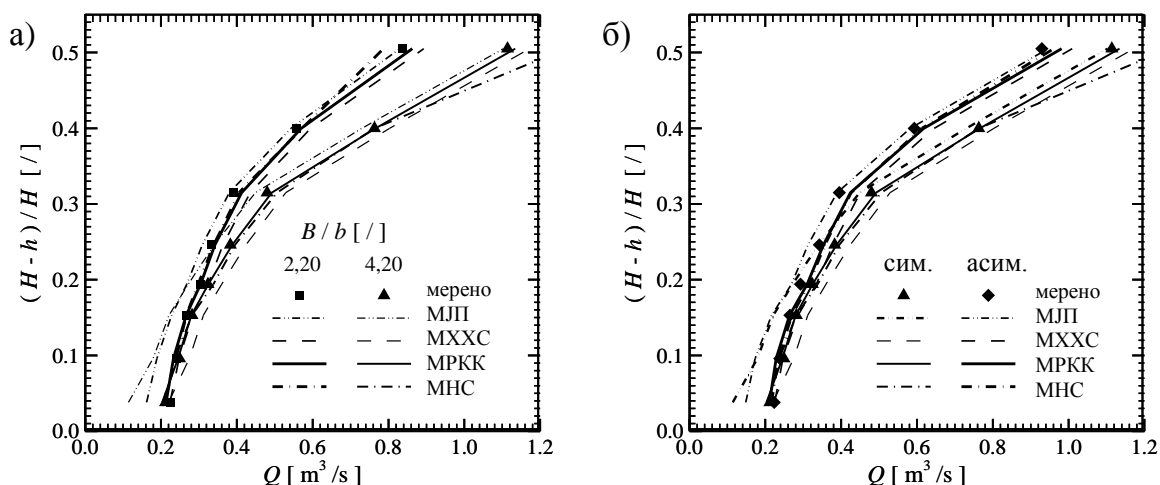 а)
(H - h) / H [ / ]
0.5
0.4
0.3
0.2
0.1
0.0
0.0 0.2 0.4 0.6 0.8 1.0 1.2
Q [ m³ /s ]
B / b [ / ]
2,20 4,20
мерено
МЈП
МХХС
МРКК
МНС
б)
(H - h) / H [ / ]
0.5
0.4
0.3
0.2
0.1
0.0
0.0 0.2 0.4 0.6 0.8 1.0 1.2
Q [ m³ /s ]
сим. асим.
мерено
МЈП
МХХС
МРКК
МНС